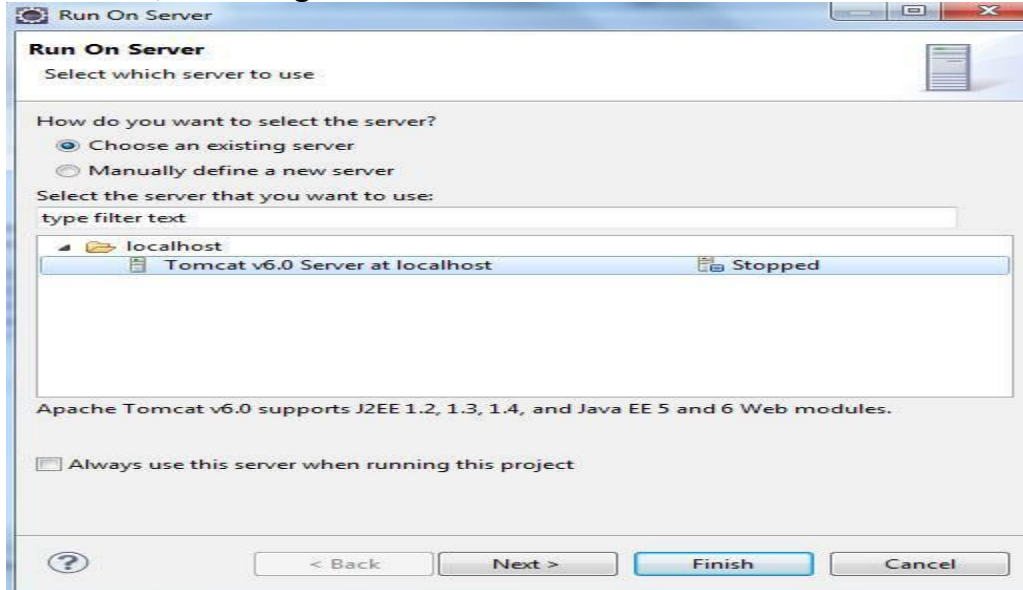 Run On Server
Run On Server
Select which server to use
How do you want to select the server?
Choose an existing server
Manually define a new server
Select the server that you want to use:
type filter text
localhost
Tomcat v6.0 Server at localhost Stopped
Apache Tomcat v6.0 supports J2EE 1.2, 1.3, 1.4, and Java EE 5 and 6 Web modules.
Always use this server when running this project
? < Back Next > Finish Cancel